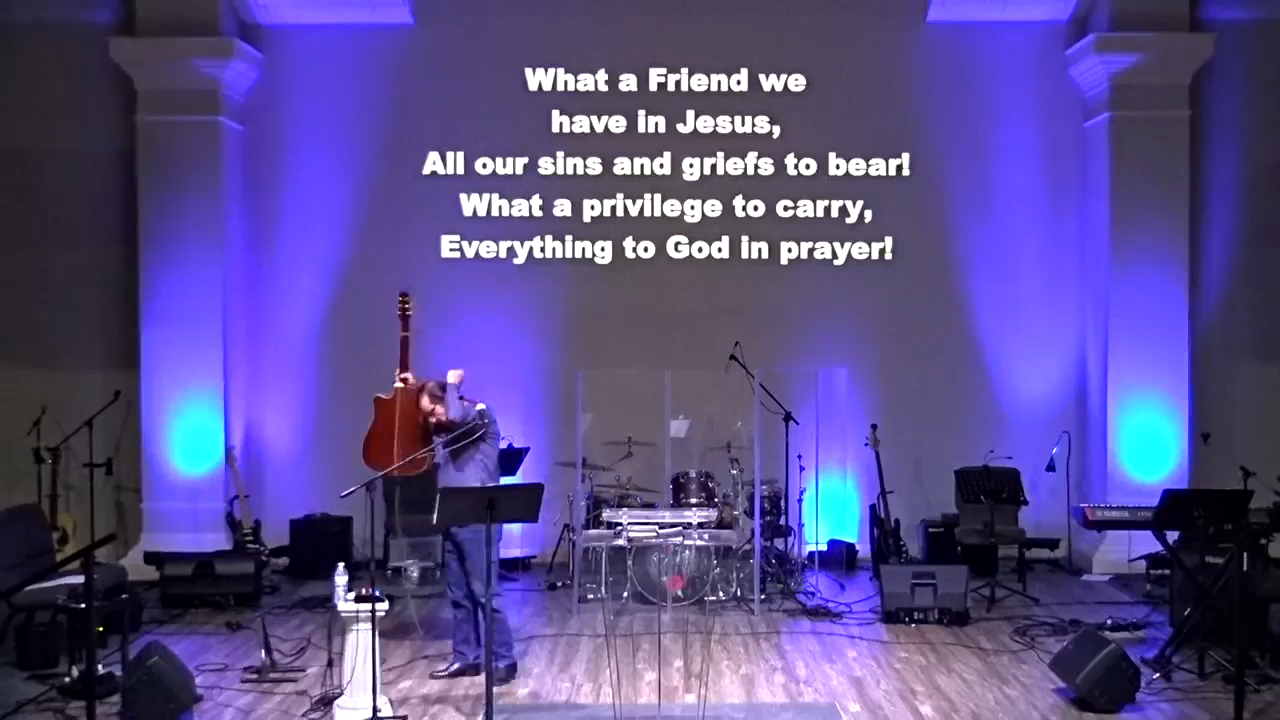 What a Friend we
have in Jesus,
All our sins and griefs to bear!
What a privilege to carry,
Everything to God in prayer!
YAMAHA